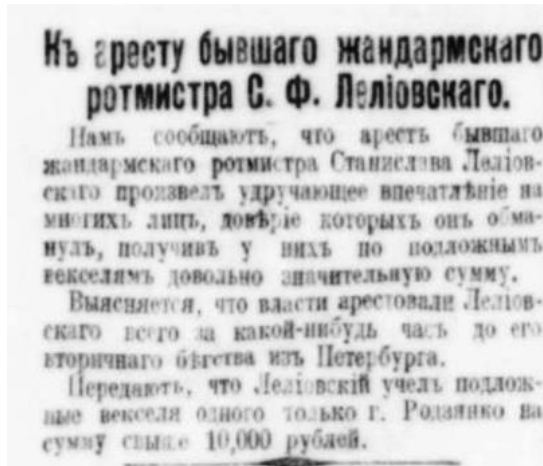 Къ аресту бывшаго жандармскаго
ротмистра С. Ф. Леліовскаго.
Намъ сообщаютъ, что арестъ бывшаго
жандармскаго ротмистра Станислава Леліов-
скаго произвелъ удручающее впечатлѣніе на
многихъ лицъ, довѣріе которыхъ онъ обма-
нулъ, получивъ у нихъ по подложнымъ
векселямъ довольно значительную сумму.
Выясняется, что власти арестовали Леліов-
скаго всего за какой-нибудь часъ до его
вторичнаго бѣгства изъ Петербурга.
Передаютъ, что Леліовскій учелъ подлож-
ные векселя одного только г. Родзянко на
сумму свыше 10,000 рублей.